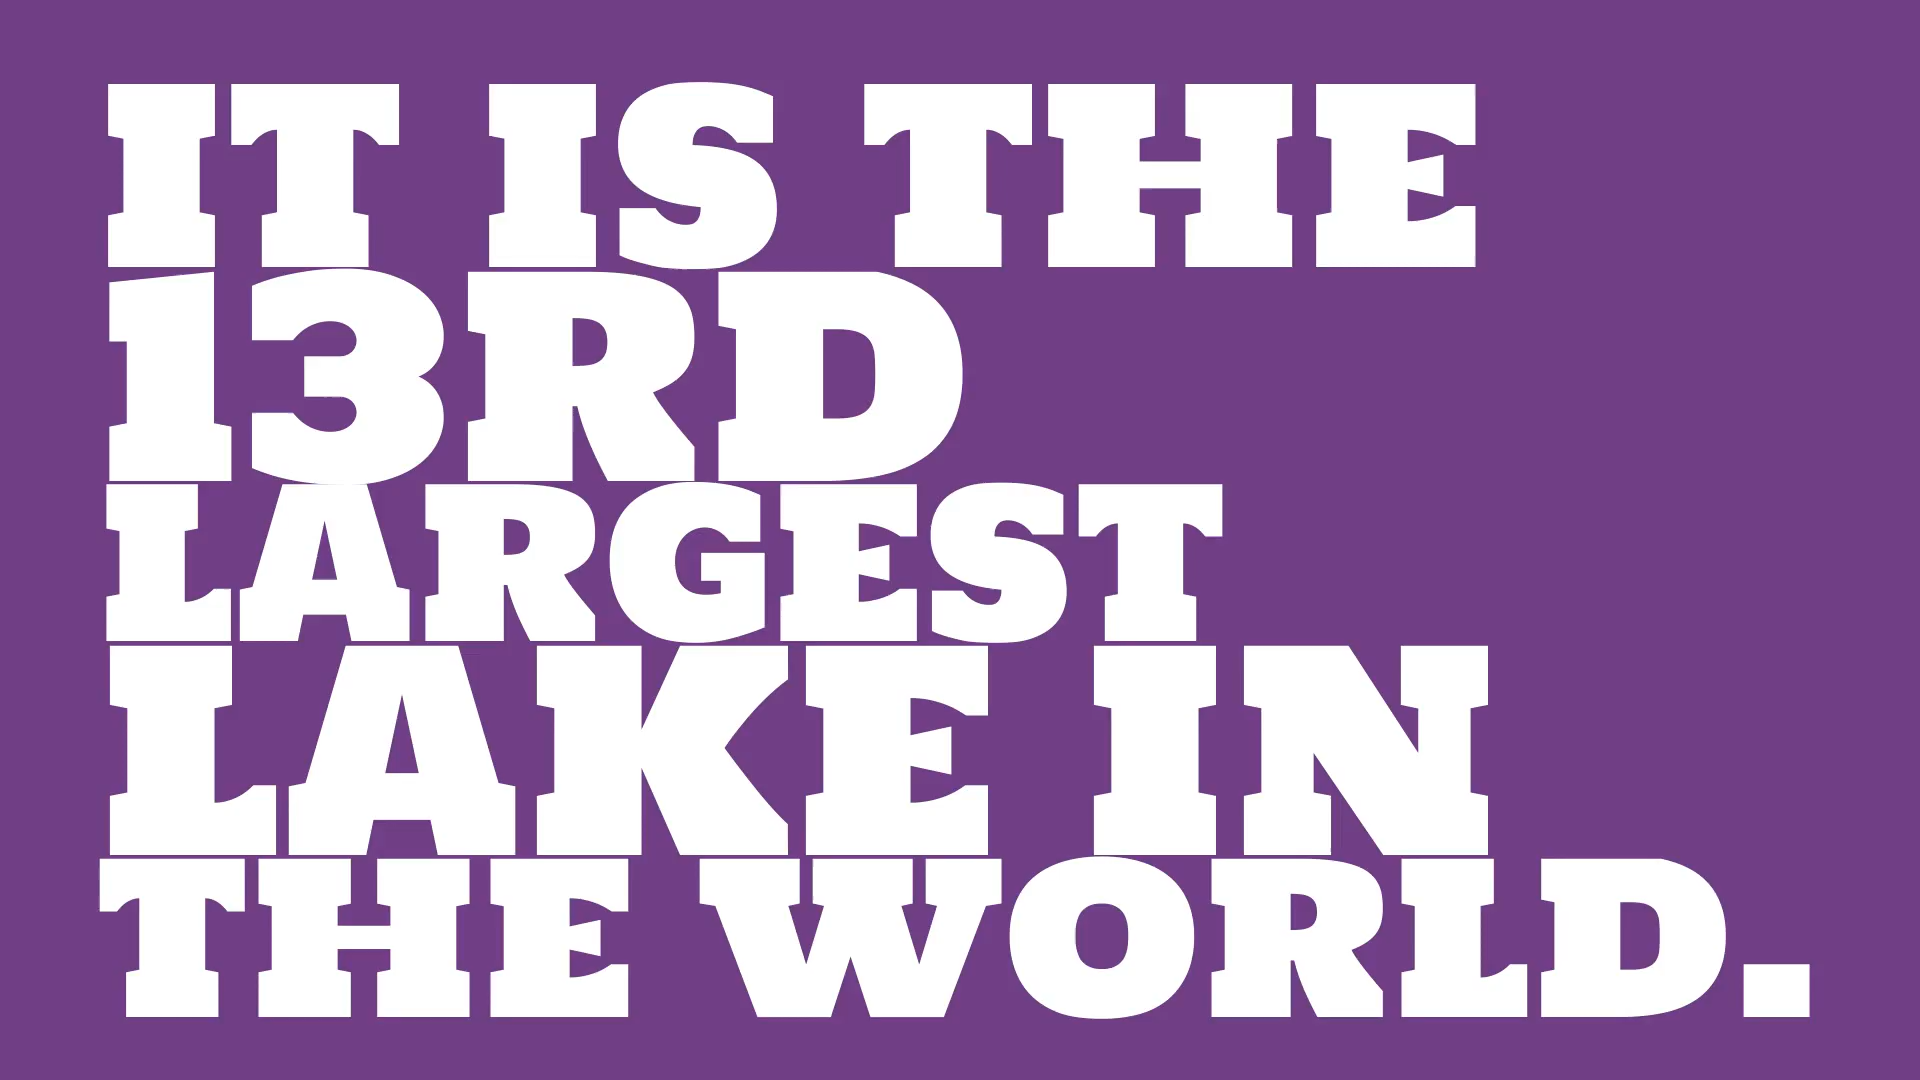 IT IS THE
13RD
LARGEST
LAKE IN
THE WORLD.